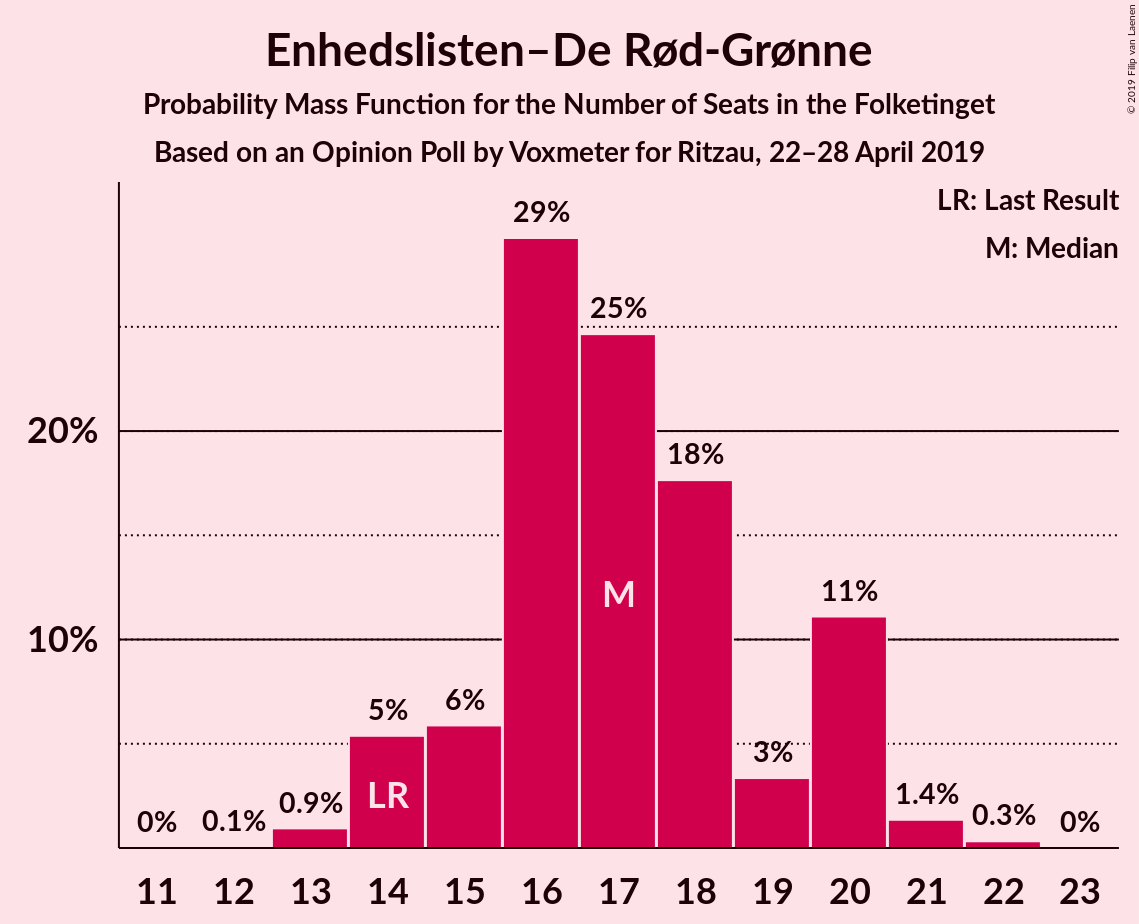 Enhedslisten–De Rød-Grønne
Probability Mass Function for the Number of Seats in the Folketinget
Based on an Opinion Poll by Voxmeter for Ritzau, 22–28 April 2019
© 2019 Filip van Laenen
LR: Last Result
M: Median
29%
25%
20%
18%
11%
10%
M
6%
5%
3%
LR
1.4%
0.9%
0.3%
0%
0.1%
0%
11 12 13 14 15 16 17 18 19 20 21 22 23